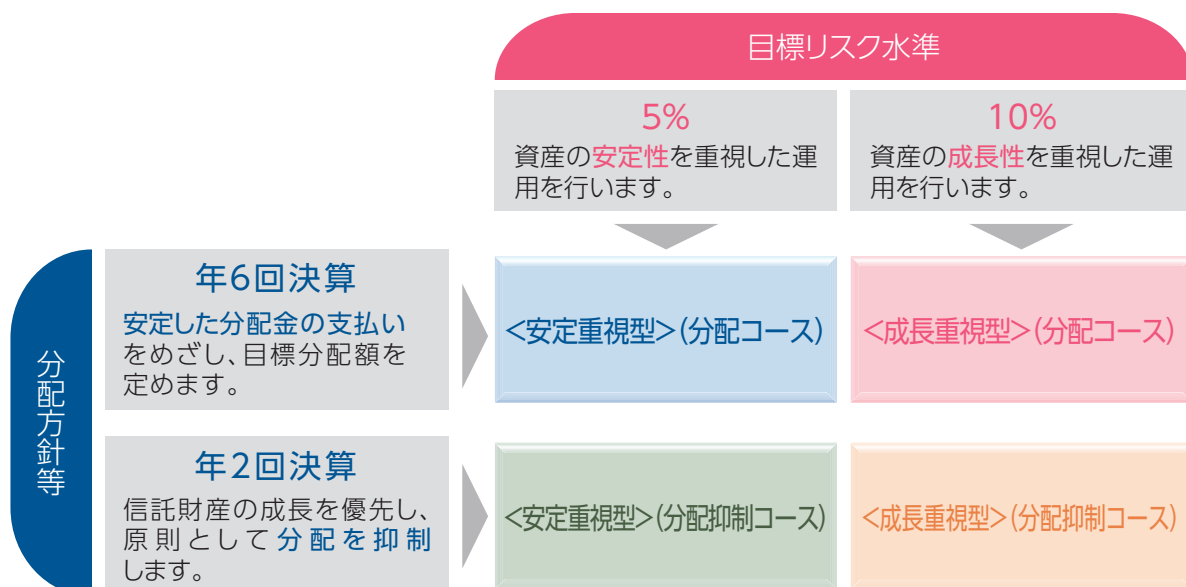 目標リスク水準
5%
資産の安定性を重視した運
用を行います。
10%
資産の成長性を重視した運
用を行います。
分配方針等
年6回決算
安定した分配金の支払い
をめざし、目標分配額を
定めます。
<安定重視型>(分配コース)
<成長重視型>(分配コース)
年2回決算
信託財産の成長を優先し、
原則として分配を抑制
します。
<安定重視型>(分配抑制コース)
<成長重視型>(分配抑制コース)